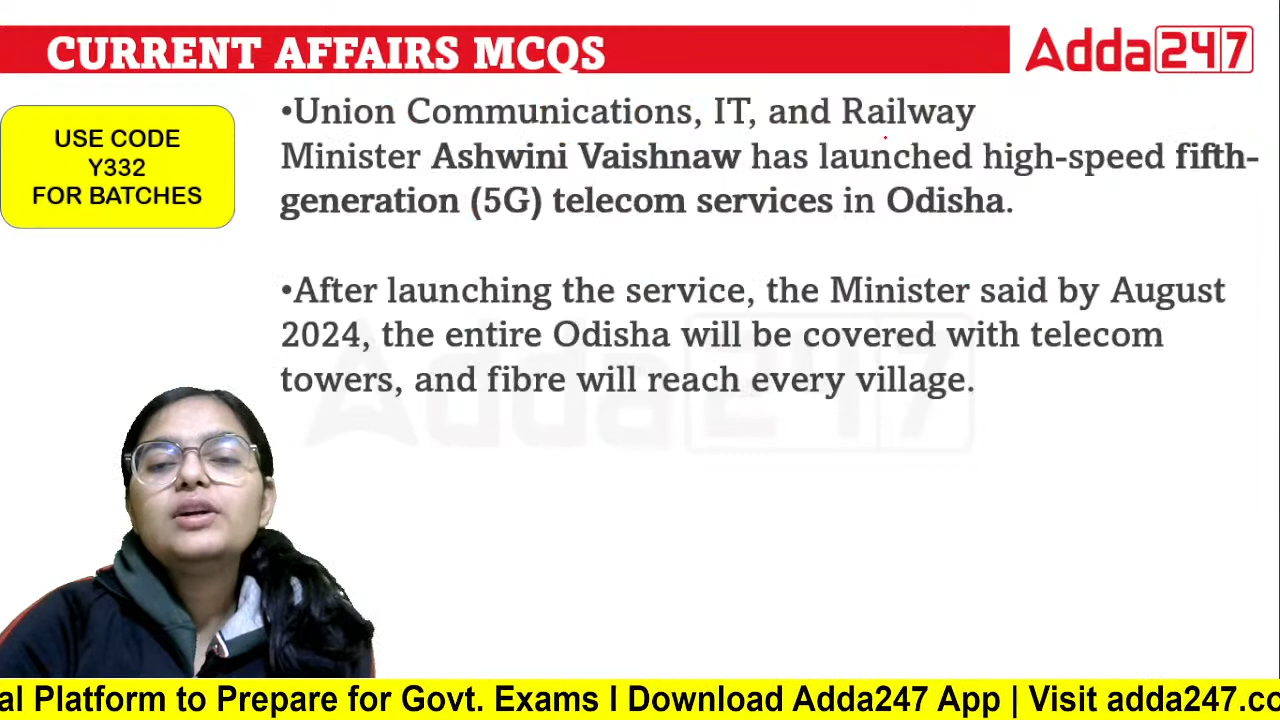 CURRENT AFFAIRS MCQS
Adda247
USE CODE
Y332
FOR BATCHES
•Union Communications, IT, and Railway
Minister Ashwini Vaishnaw has launched high-speed fifth-
generation (5G) telecom services in Odisha.
•After launching the service, the Minister said by August
2024, the entire Odisha will be covered with telecom
towers, and fibre will reach every village.
Adda247
al Platform to Prepare for Govt. Exams I Download Adda247 App | Visit adda247.co